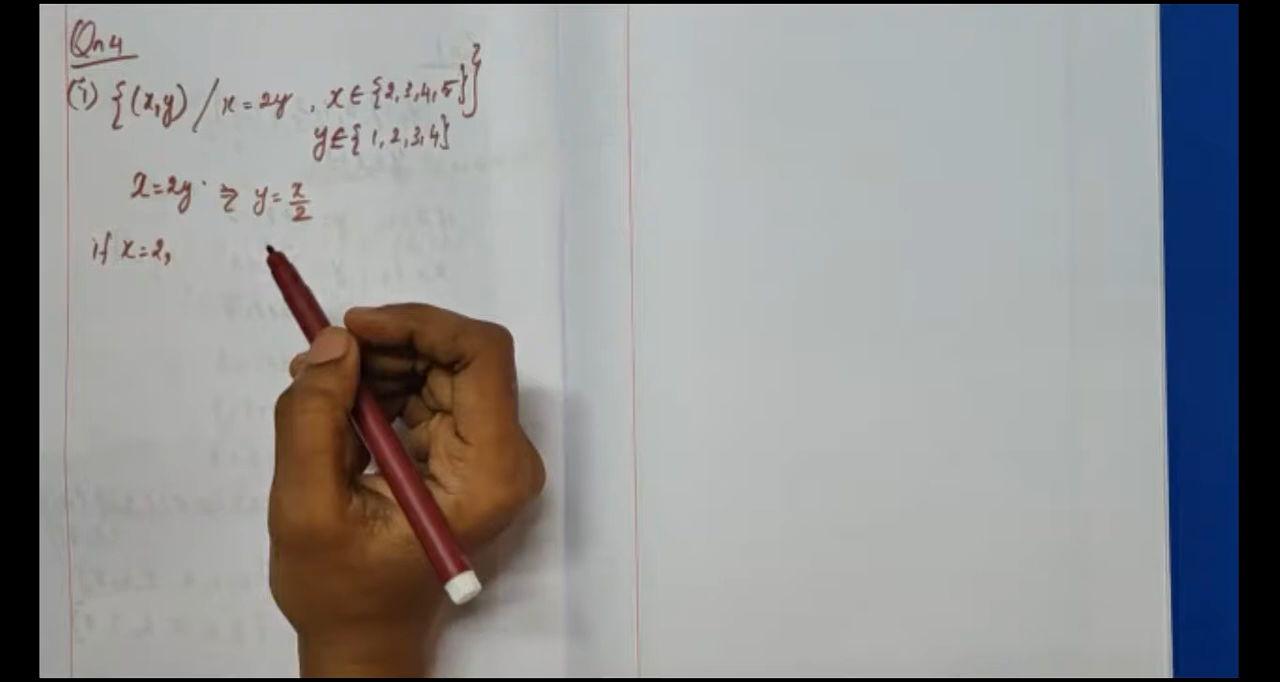 Qn 4
(i) {(x,y) / x = 2y , x ∈ {2,3,4,5}}
y ∈ { 1, 2, 3, 4}
x = 2y ⇒ y = x/2
if x = 2,